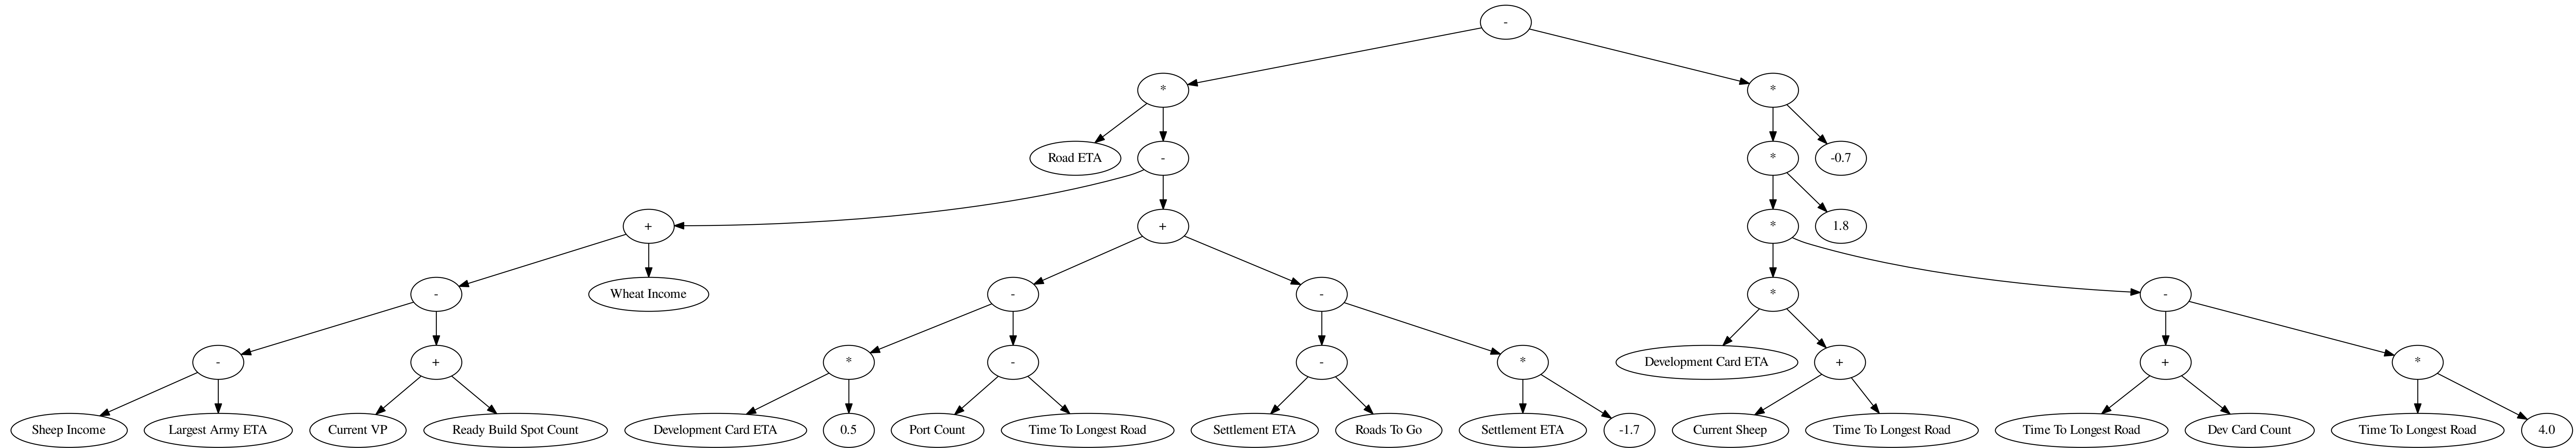 -
*
*
Road ETA
-
*
-0.7
+
+
*
1.8
-
Wheat Income
-
-
*
-
-
+
*
-
-
*
Development Card ETA
+
+
*
Sheep Income
Largest Army ETA
Current VP
Ready Build Spot Count
Development Card ETA
0.5
Port Count
Time To Longest Road
Settlement ETA
Roads To Go
Settlement ETA
-1.7
Current Sheep
Time To Longest Road
Time To Longest Road
Dev Card Count
Time To Longest Road
4.0